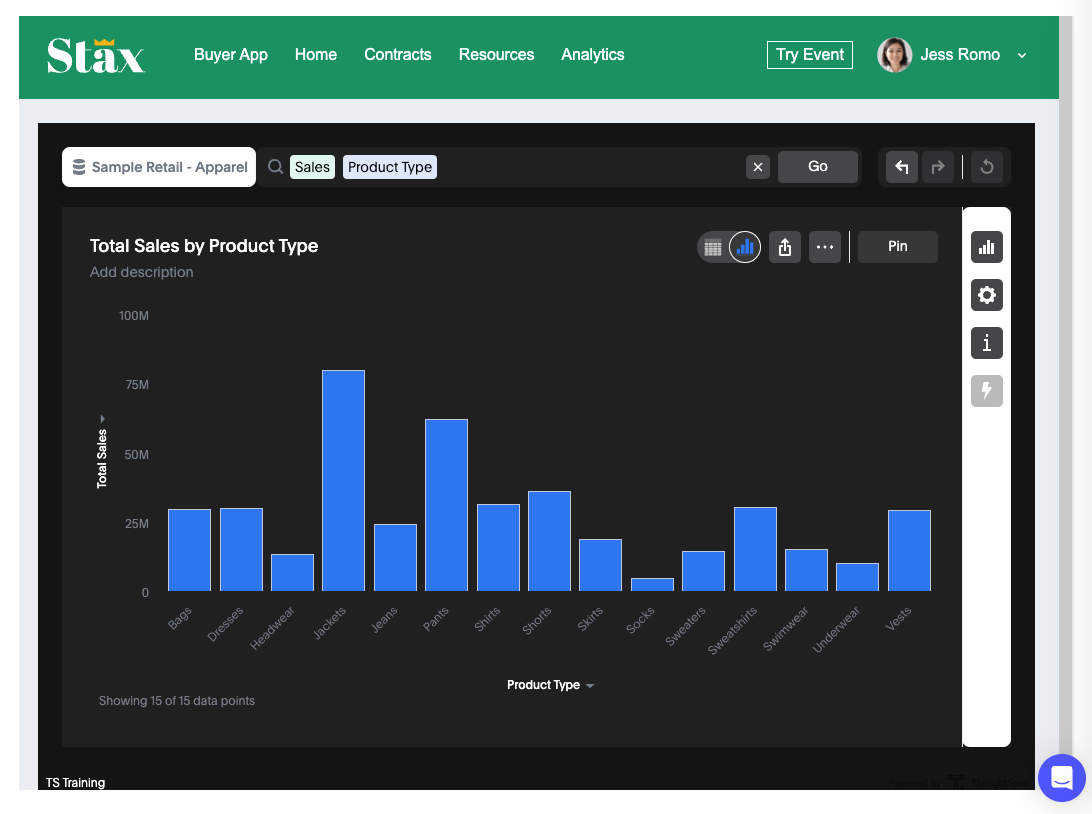 Stax
Buyer App Home Contracts Resources Analytics Try Event Jess Romo
Sample Retail - Apparel Sales Product Type Go
Total Sales by Product Type Pin
Add description
100M
75M
50M
25M
0
Total Sales
Bags Dresses Headwear Jackets Jeans Pants Shirts Shorts Skirts Socks Sweaters Sweatshirts Swimwear Underwear Vests
Product Type
Showing 15 of 15 data points
TS Training
Powered by ThoughtSpot